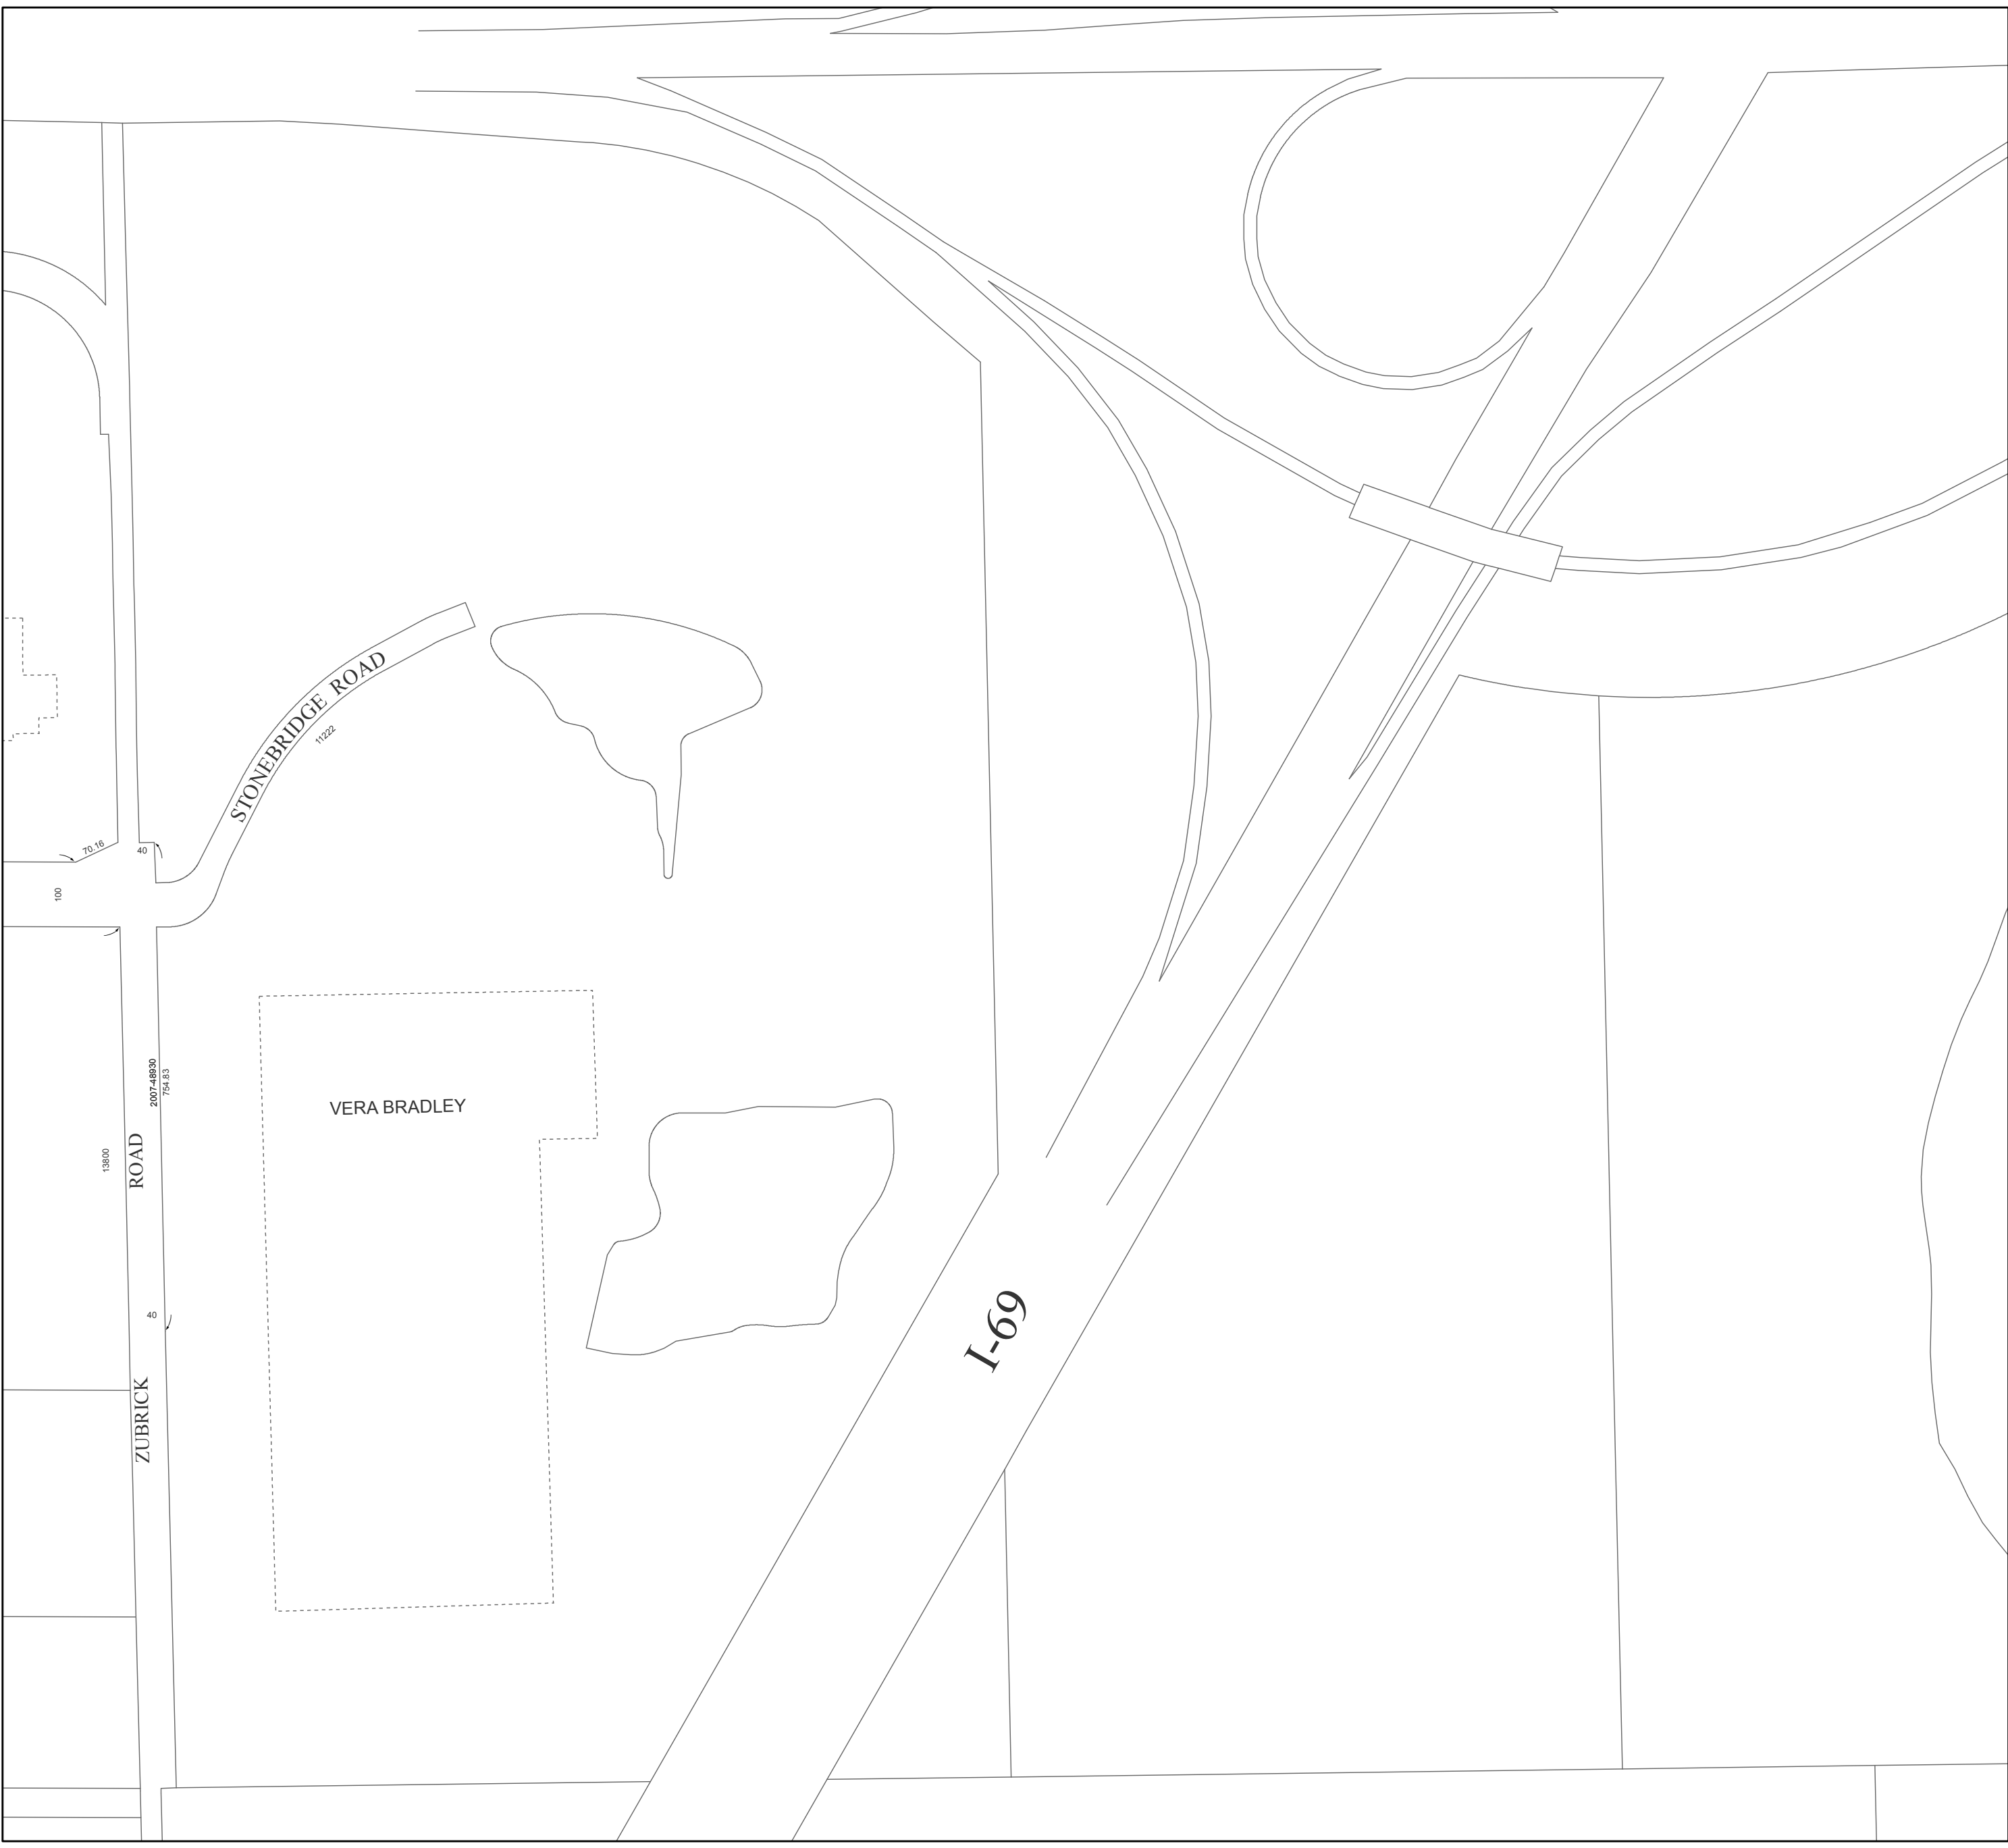 STONEBRIDGE ROAD
11222
70.16
40
100
2007-48930
754.83
VERA BRADLEY
13800
ZUBRICK ROAD
40
I-69